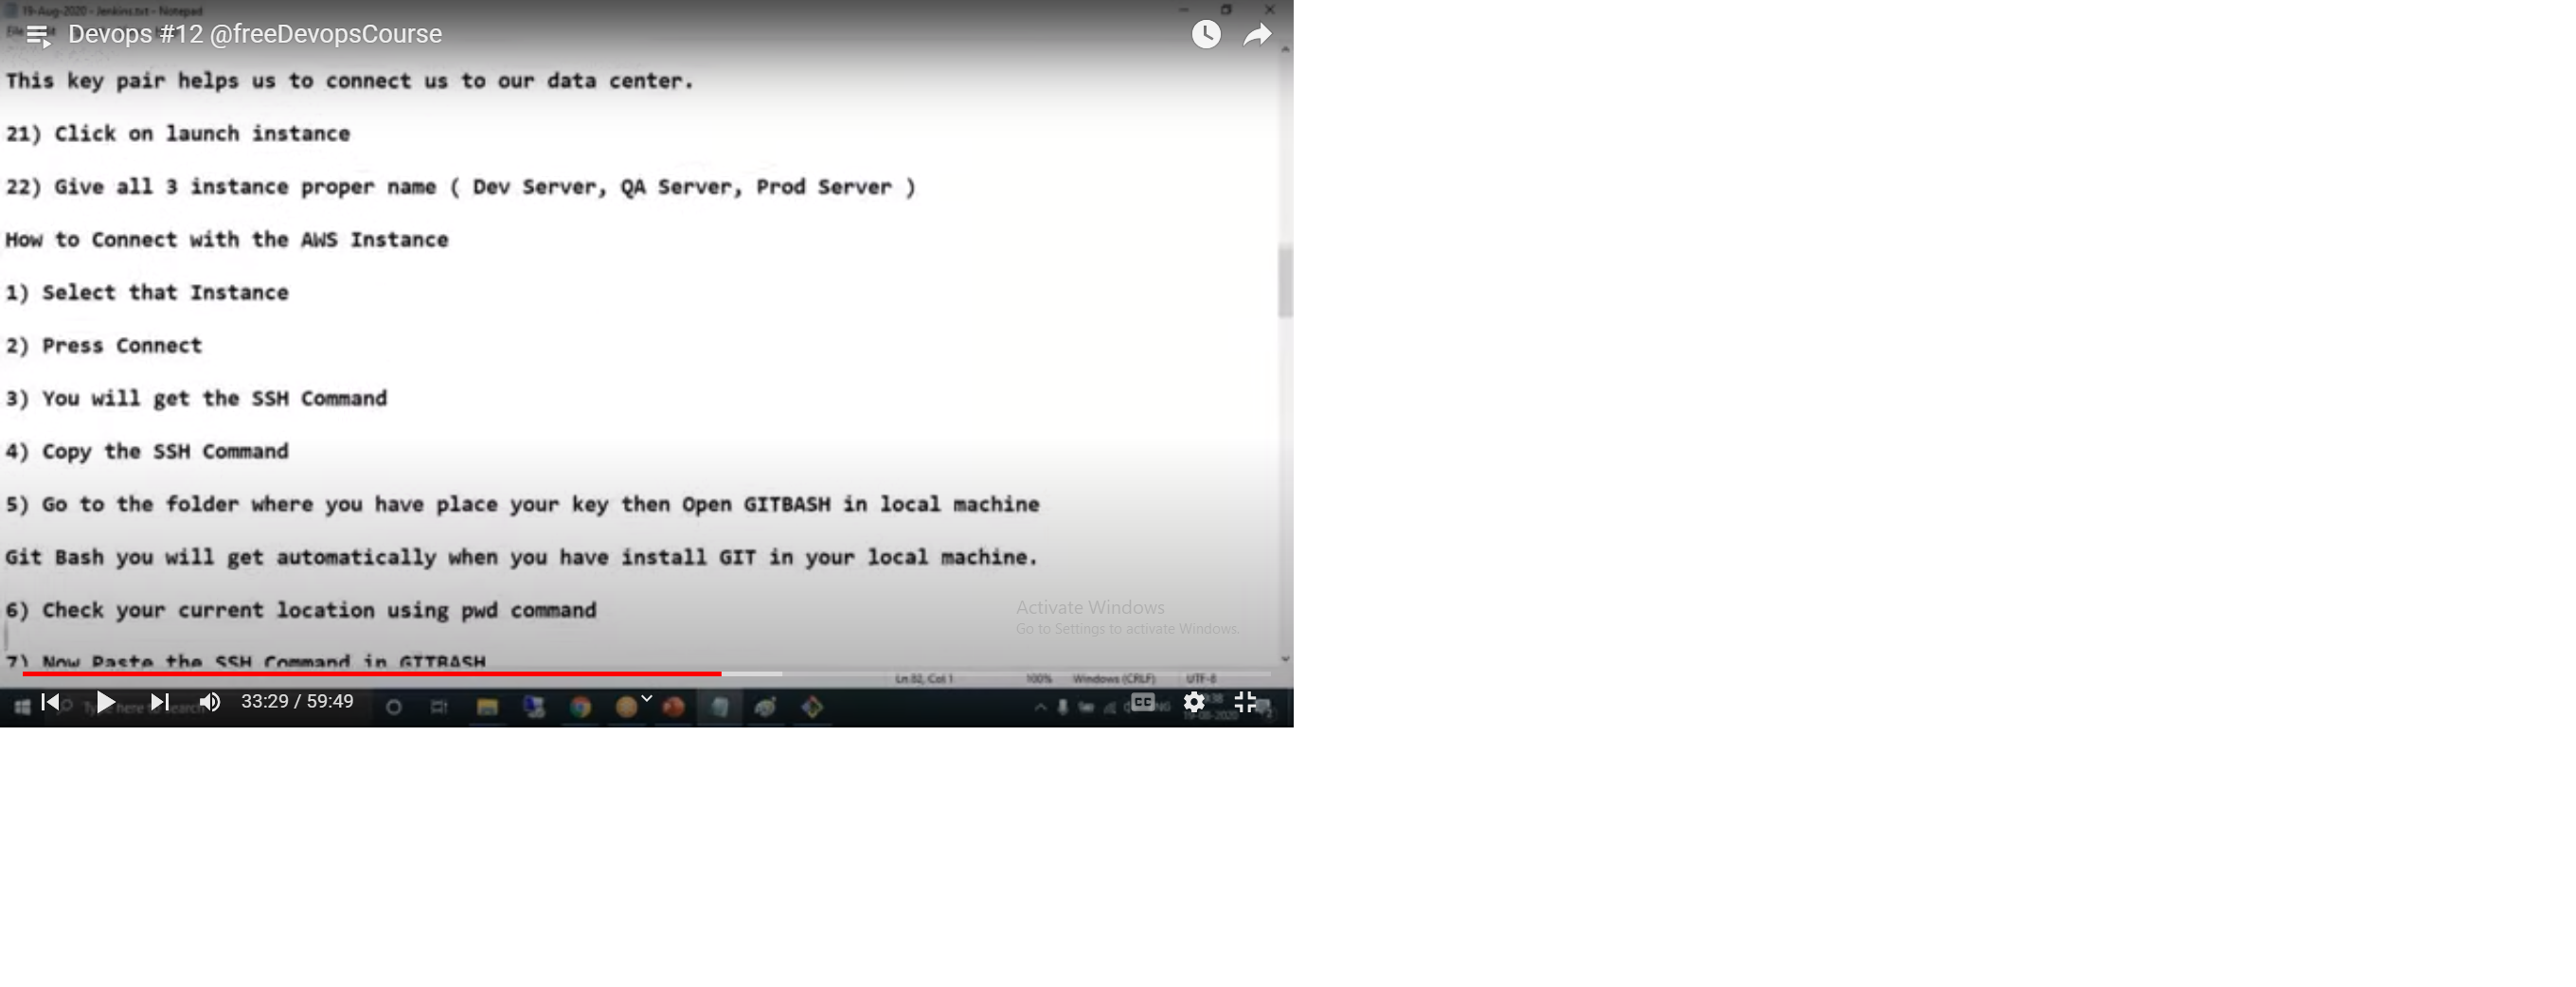 19-Aug-2020 - Jenkins.txt - Notepad
Devops #12 @freeDevopsCourse
This key pair helps us to connect us to our data center.
21) Click on launch instance
22) Give all 3 instance proper name ( Dev Server, QA Server, Prod Server )
How to Connect with the AWS Instance
1) Select that Instance
2) Press Connect
3) You will get the SSH Command
4) Copy the SSH Command
5) Go to the folder where you have place your key then Open GITBASH in local machine
Git Bash you will get automatically when you have install GIT in your local machine.
6) Check your current location using pwd command
Activate Windows
Go to Settings to activate Windows.
7) Now Paste the SSH Command in GITBASH
Ln 82, Col 1 100% Windows (CRLF) UTF-8
33:29 / 59:49
CC
19-08-2020